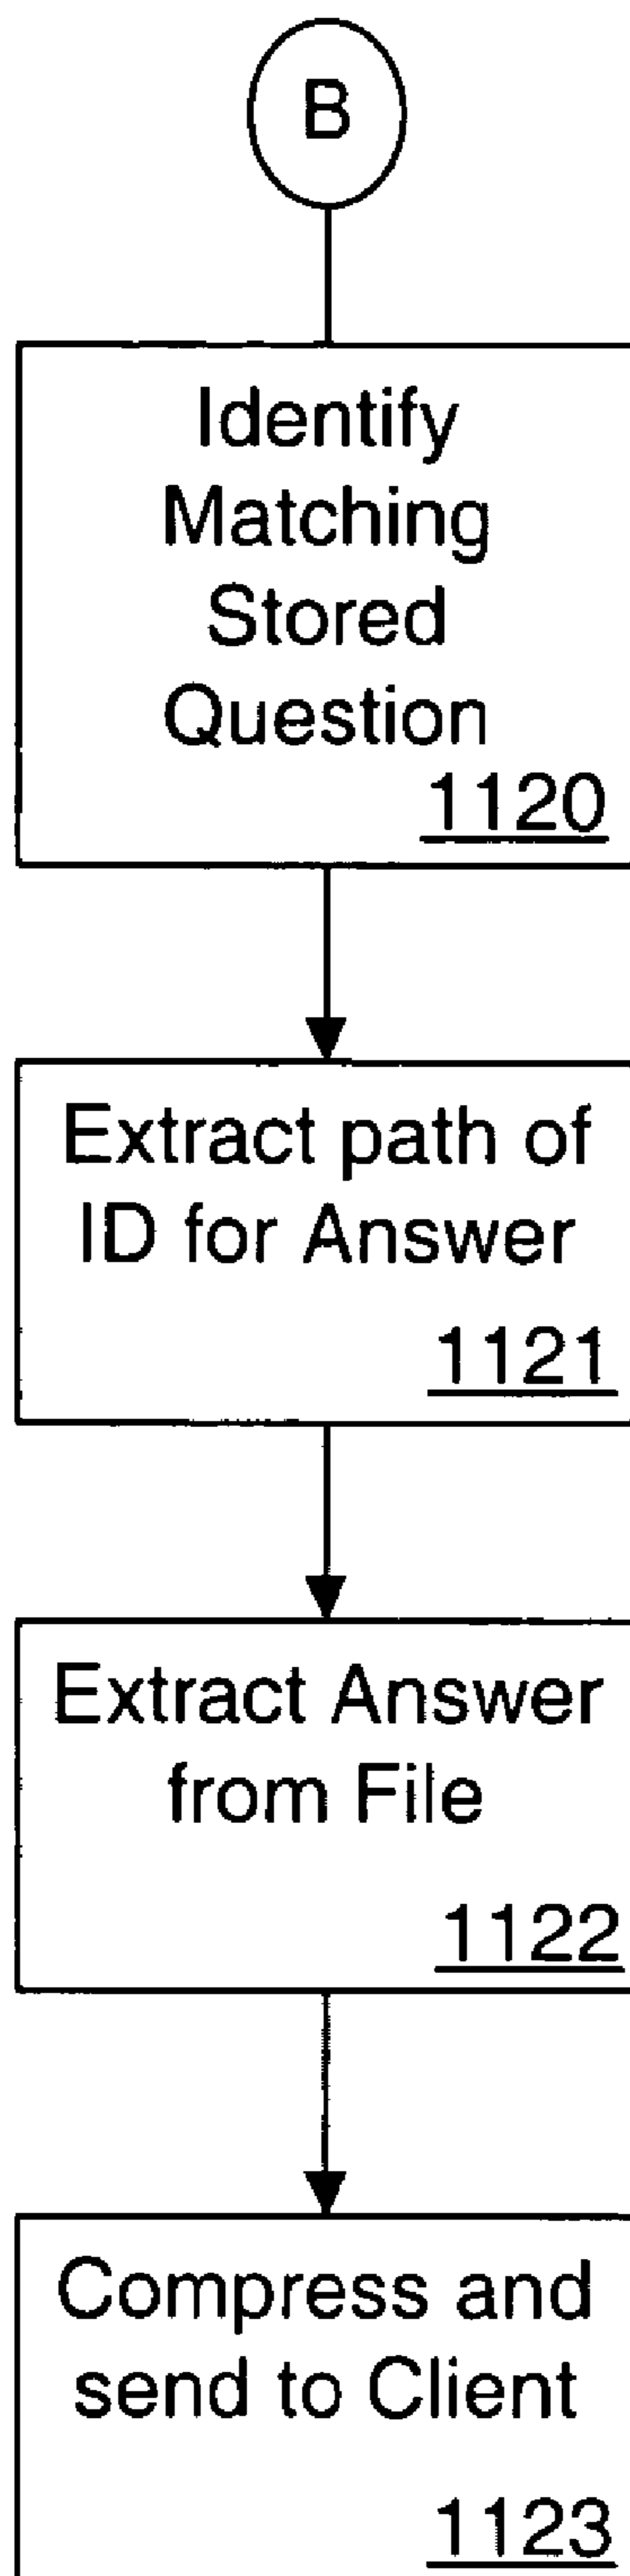 B
Identify
Matching
Stored
Question
1120
Extract path of
ID for Answer
1121
Extract Answer
from File
1122
Compress and
send to Client
1123